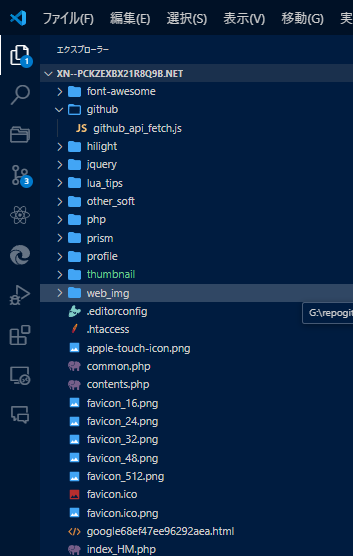 ファイル(F) 編集(E) 選択(S) 表示(V) 移動(G) 実
エクスプローラー
XN--PCKZEXBX21R8Q9B.NET
font-awesome
github
JS github_api_fetch.js
hilight
jquery
lua_tips
other_soft
php
prism
profile
thumbnail
web_img
G:\repogit
.editorconfig
.htaccess
apple-touch-icon.png
common.php
contents.php
favicon_16.png
favicon_24.png
favicon_32.png
favicon_48.png
favicon_512.png
favicon.ico
favicon.ico.png
google68ef47ee96292aea.html
index_HM.php
1
3